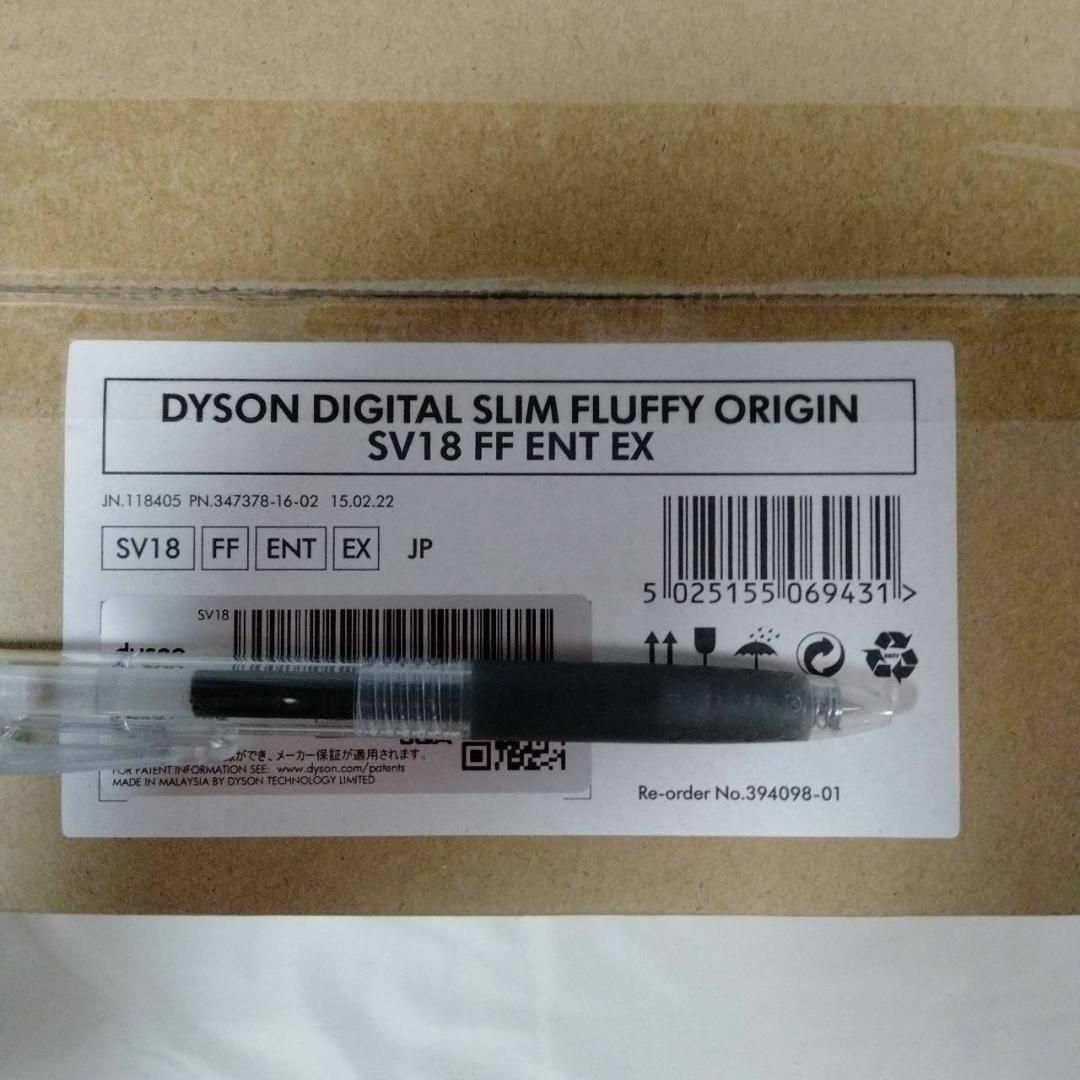 DYSON DIGITAL SLIM FLUFFY ORIGIN
SV18 FF ENT EX
JN.118405 PN.347378-16-02 15.02.22
SV18 FF ENT EX JP
5 025155 069431 >
SV18
dyson
ができ、メーカー保証が適用されます。
FOR PATENT INFORMATION SEE: www.dyson.com/patents
MADE IN MALAYSIA BY DYSON TECHNOLOGY LIMITED
Re-order No.394098-01